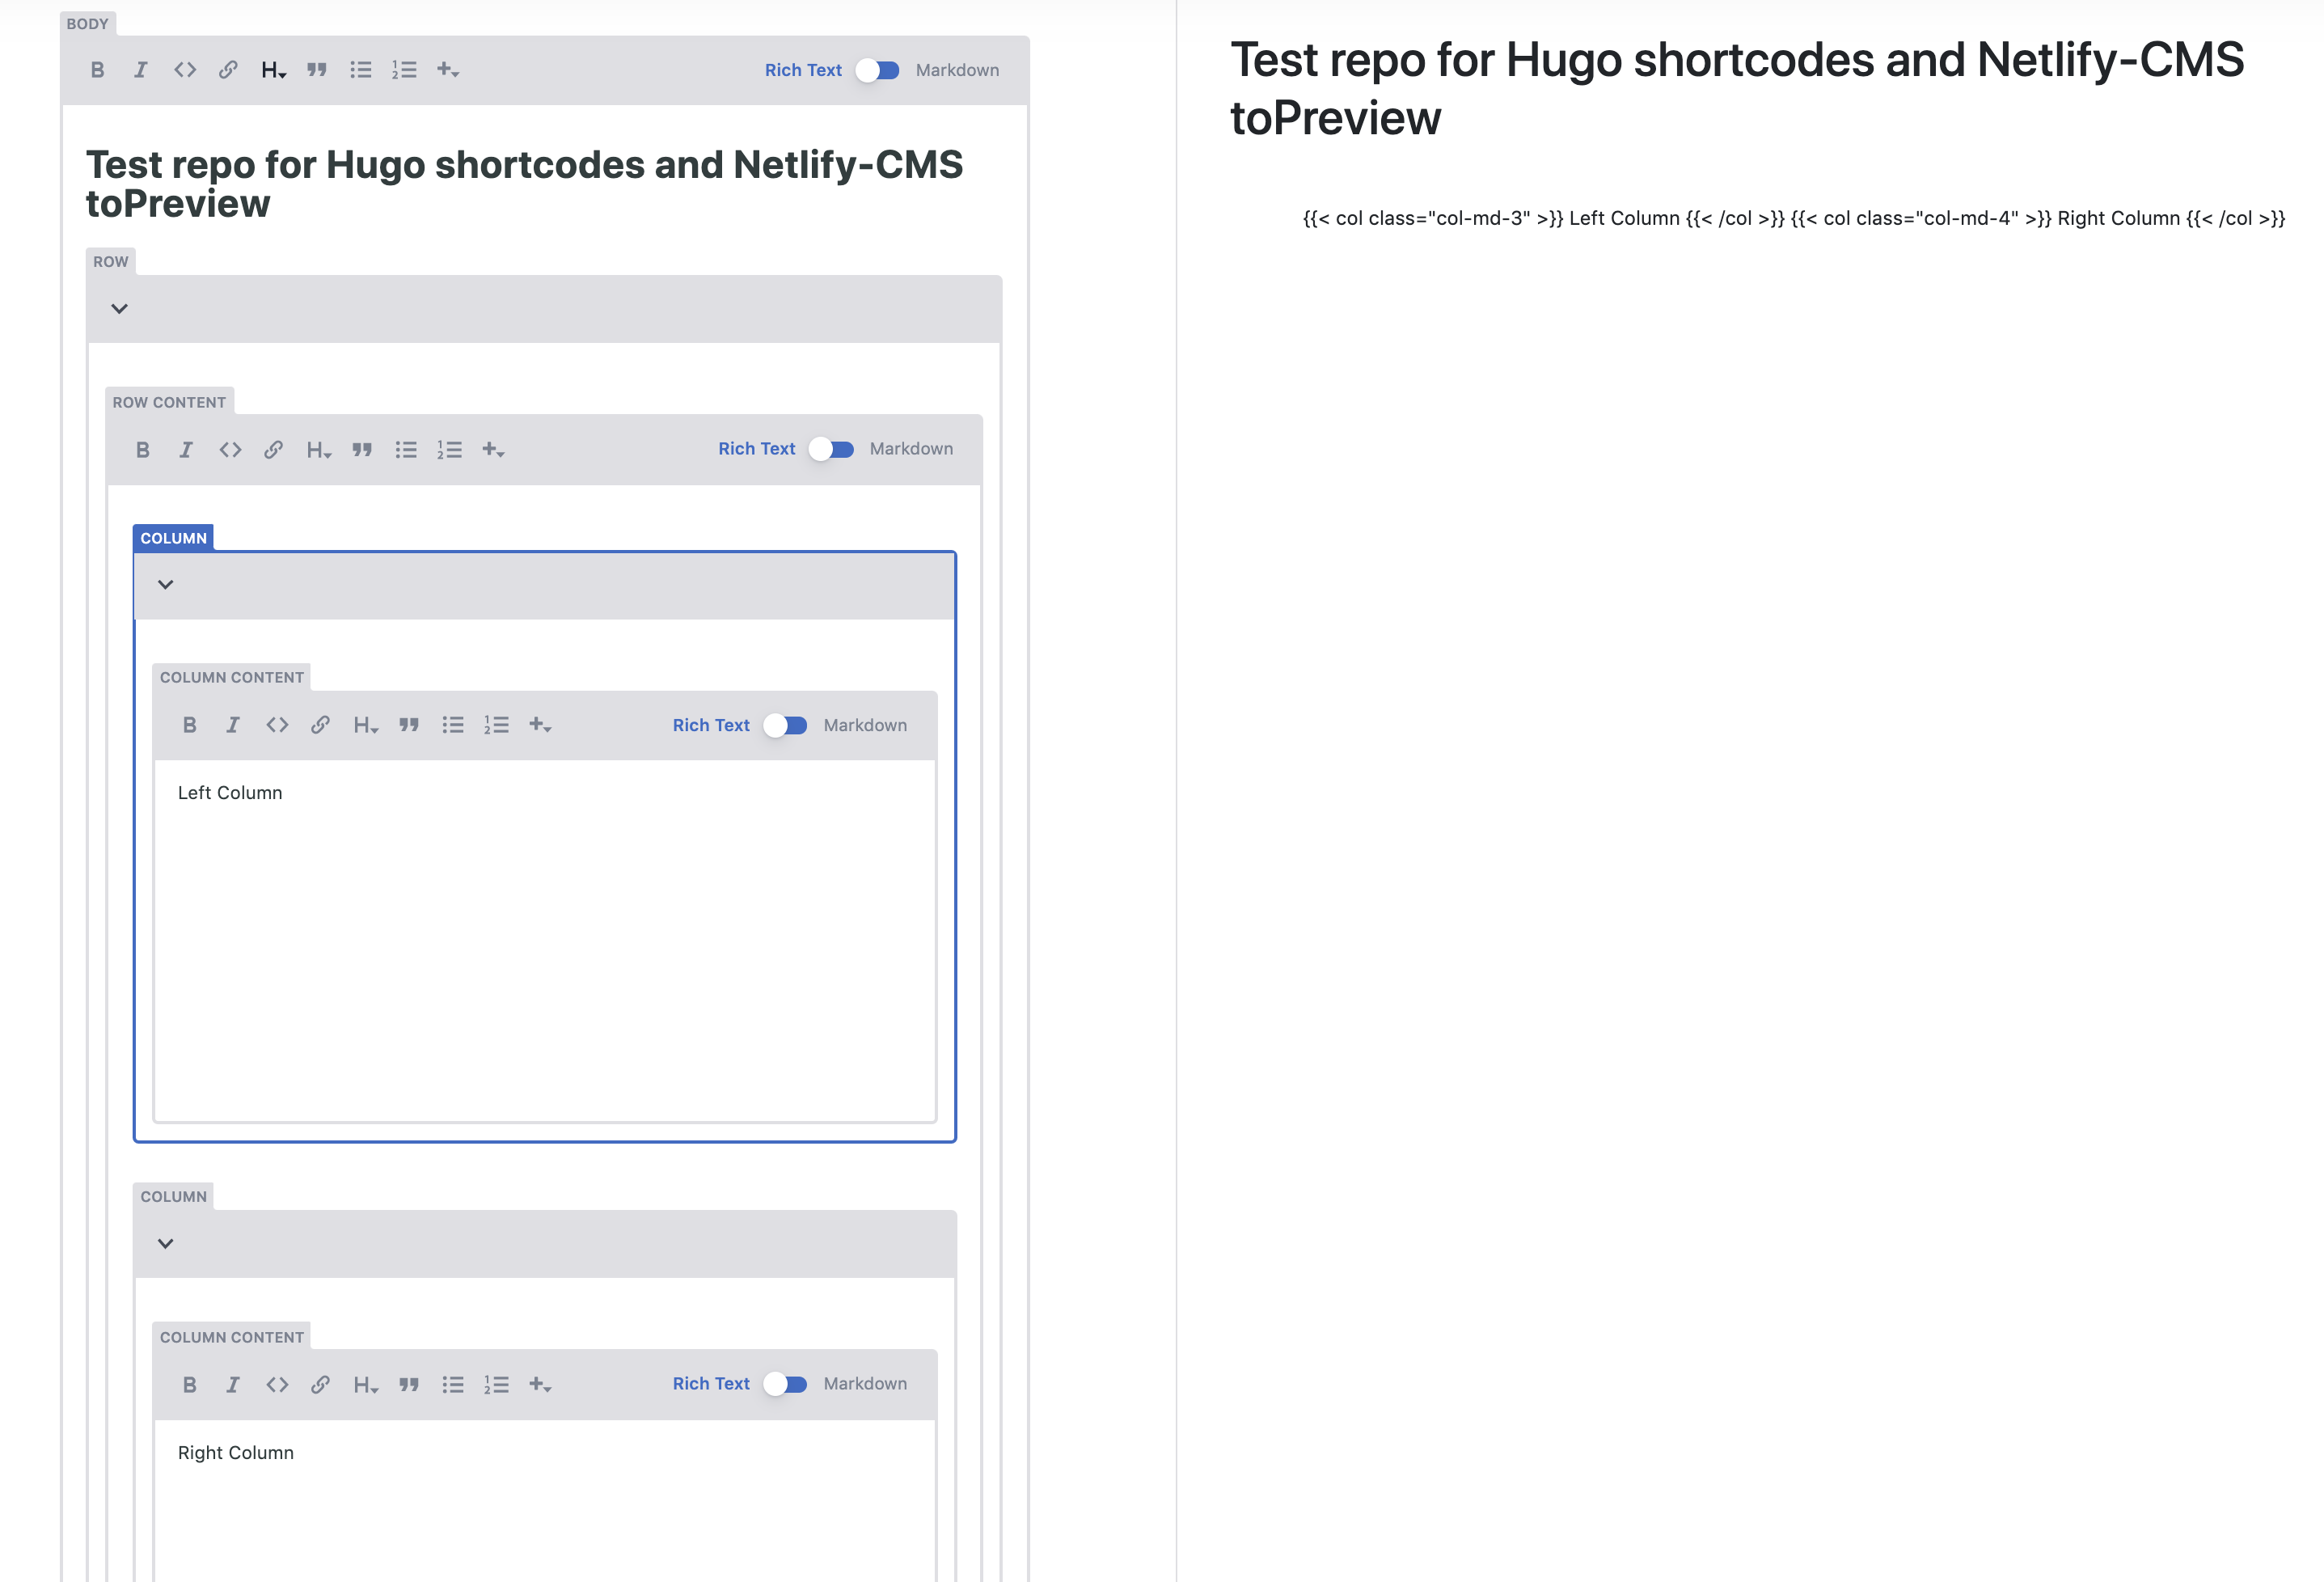 BODY
B I <> H Rich Text Markdown
Test repo for Hugo shortcodes and Netlify-CMS
toPreview
ROW
ROW CONTENT
B I <> H Rich Text Markdown
COLUMN
COLUMN CONTENT
B I <> H Rich Text Markdown
Left Column
COLUMN
COLUMN CONTENT
B I <> H Rich Text Markdown
Right Column
Test repo for Hugo shortcodes and Netlify-CMS
toPreview
{{< col class="col-md-3" >}} Left Column {{< /col >}} {{< col class="col-md-4" >}} Right Column {{< /col >}}